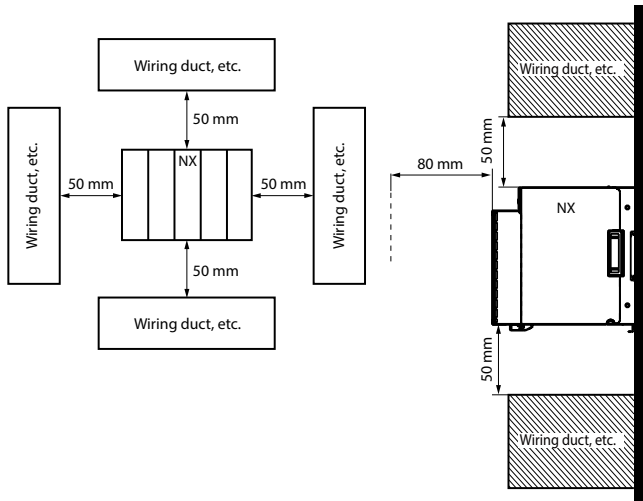 Wiring duct, etc.
50 mm
NX
Wiring duct, etc.
50 mm
50 mm
Wiring duct, etc.
50 mm
Wiring duct, etc.
Wiring duct, etc.
50 mm
80 mm
NX
50 mm
Wiring duct, etc.